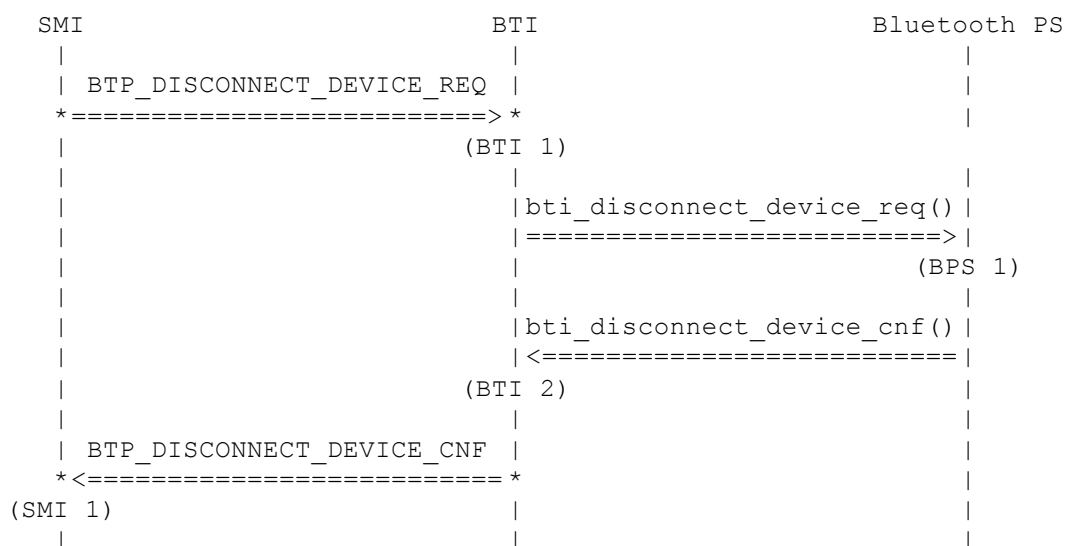 SMI BTI Bluetooth PS
BTP_DISCONNECT_DEVICE_REQ
*==========================>*
(BTI 1)
bti_disconnect_device_req()
|==========================>|
(BPS 1)
bti_disconnect_device_cnf()
|<==========================|
(BTI 2)
BTP_DISCONNECT_DEVICE_CNF
*<==========================*
(SMI 1)